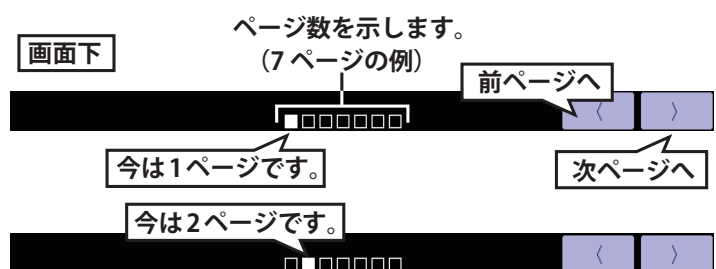 ページ数を示します。
（7 ページの例）
画面下
前ページへ
〈 〉
今は1ページです。
次ページへ
今は2ページです。
〈 〉